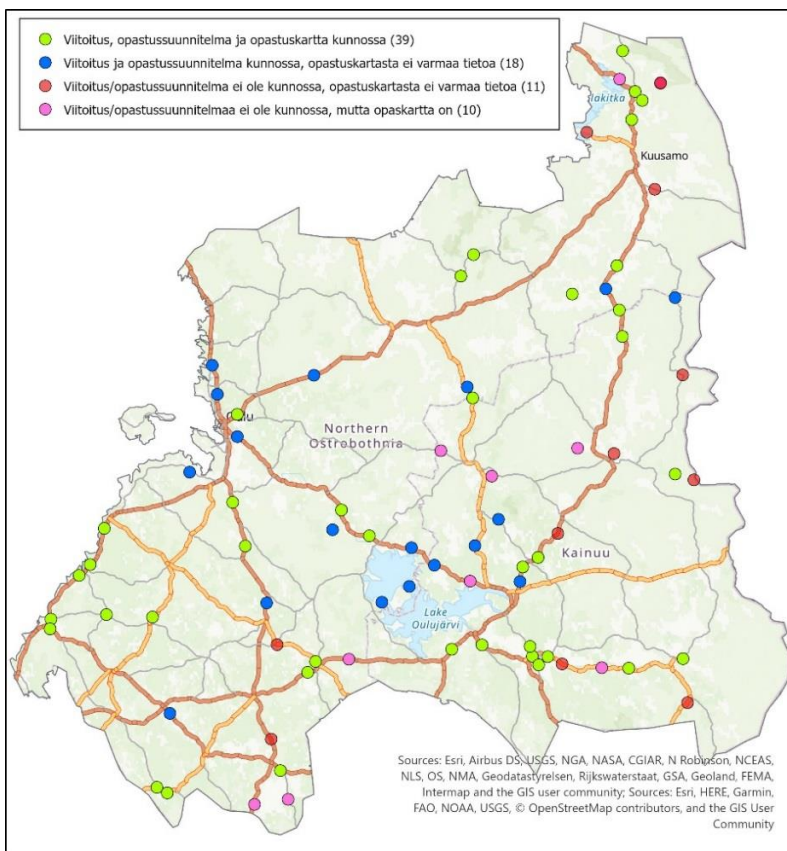 Viitoitus, opastussuunnitelma ja opastuskartta kunnossa (39)
Viitoitus ja opastussuunnitelma kunnossa, opastuskartasta ei varmaa tietoa (18)
Viitoitus/opastussuunnitelma ei ole kunnossa, opastuskartasta ei varmaa tietoa (11)
Viitoitus/opastussuunnitelmaa ei ole kunnossa, mutta opaskartta on (10)
Kuusamo
Northern
Ostrobothnia
Kainuu
Lake
Oulujärvi
Sources: Esri, Airbus DS, USGS, NGA, NASA, CGIAR, N Robinson, NCEAS,
NLS, OS, NMA, Geodatastyrelsen, Rijkswaterstaat, GSA, Geoland, FEMA,
Intermap and the GIS user community; Sources: Esri, HERE, Garmin,
FAO, NOAA, USGS, © OpenStreetMap contributors, and the GIS User
Community